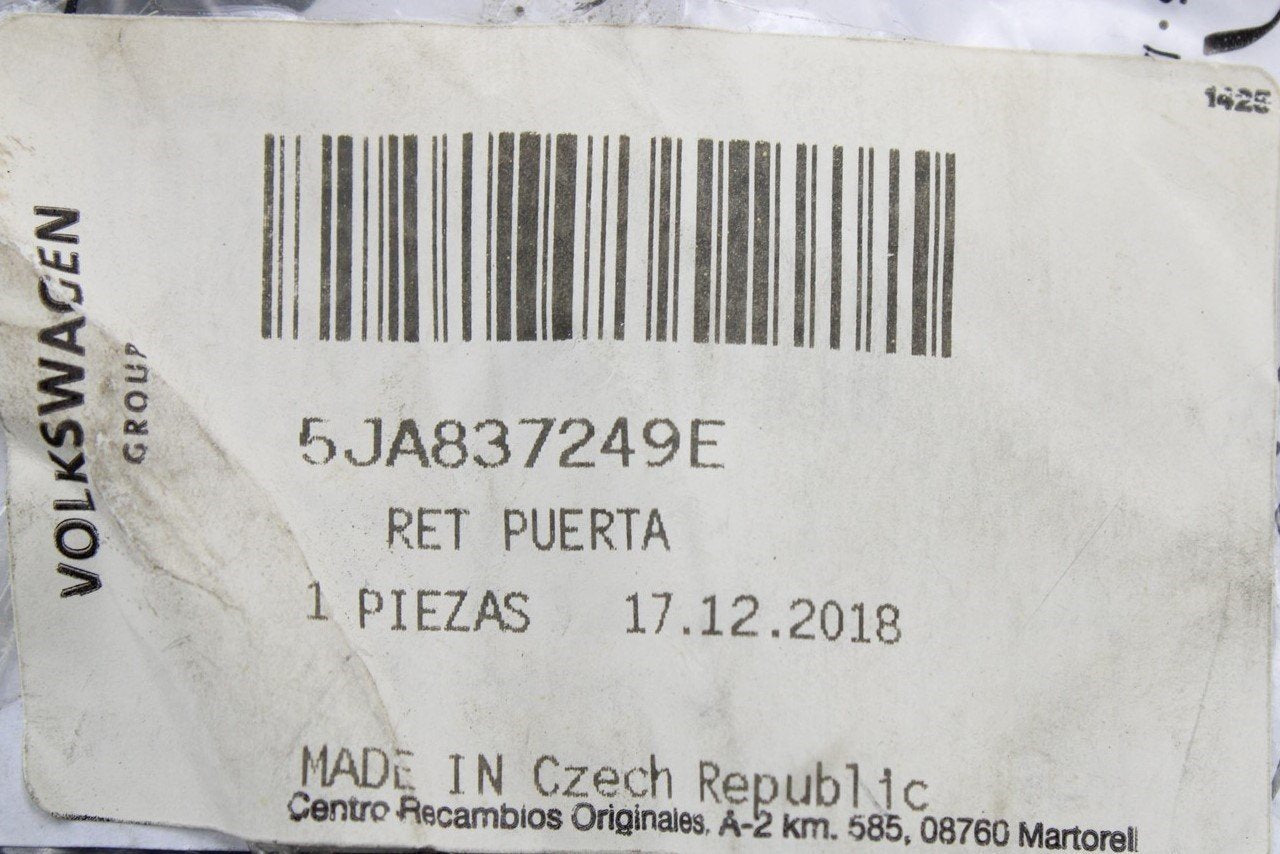 1425
VOLKSWAGEN
GROUP
5JA837249E
RET PUERTA
1 PIEZAS 17.12.2018
MADE IN Czech Republic
Centro Recambios Originales, A-2 km. 585, 08760 Martorell